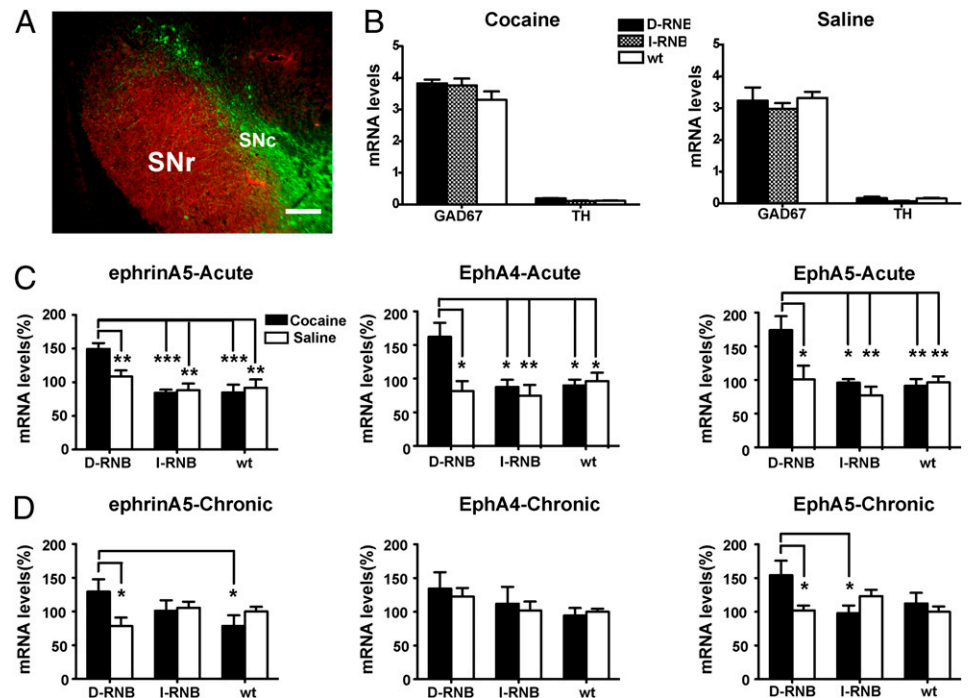 A
SNr
SNc
B
Cocaine
D-RNB
I-RNB
wt
Saline
mRNA levels
5
4
3
2
1
0
GAD67
TH
mRNA levels
5
4
3
2
1
0
GAD67
TH
C
ephrinA5-Acute
mRNA levels(%)
200
150
100
50
0
Cocaine
Saline
** *** ** *** **
D-RNB I-RNB wt
EphA4-Acute
mRNA levels(%)
200
150
100
50
0
* * ** * *
D-RNB I-RNB wt
EphA5-Acute
mRNA levels(%)
200
150
100
50
0
* * ** ** **
D-RNB I-RNB wt
D
ephrinA5-Chronic
mRNA levels(%)
200
150
100
50
0
* *
D-RNB I-RNB wt
EphA4-Chronic
mRNA levels(%)
200
150
100
50
0
D-RNB I-RNB wt
EphA5-Chronic
mRNA levels(%)
200
150
100
50
0
* *
D-RNB I-RNB wt